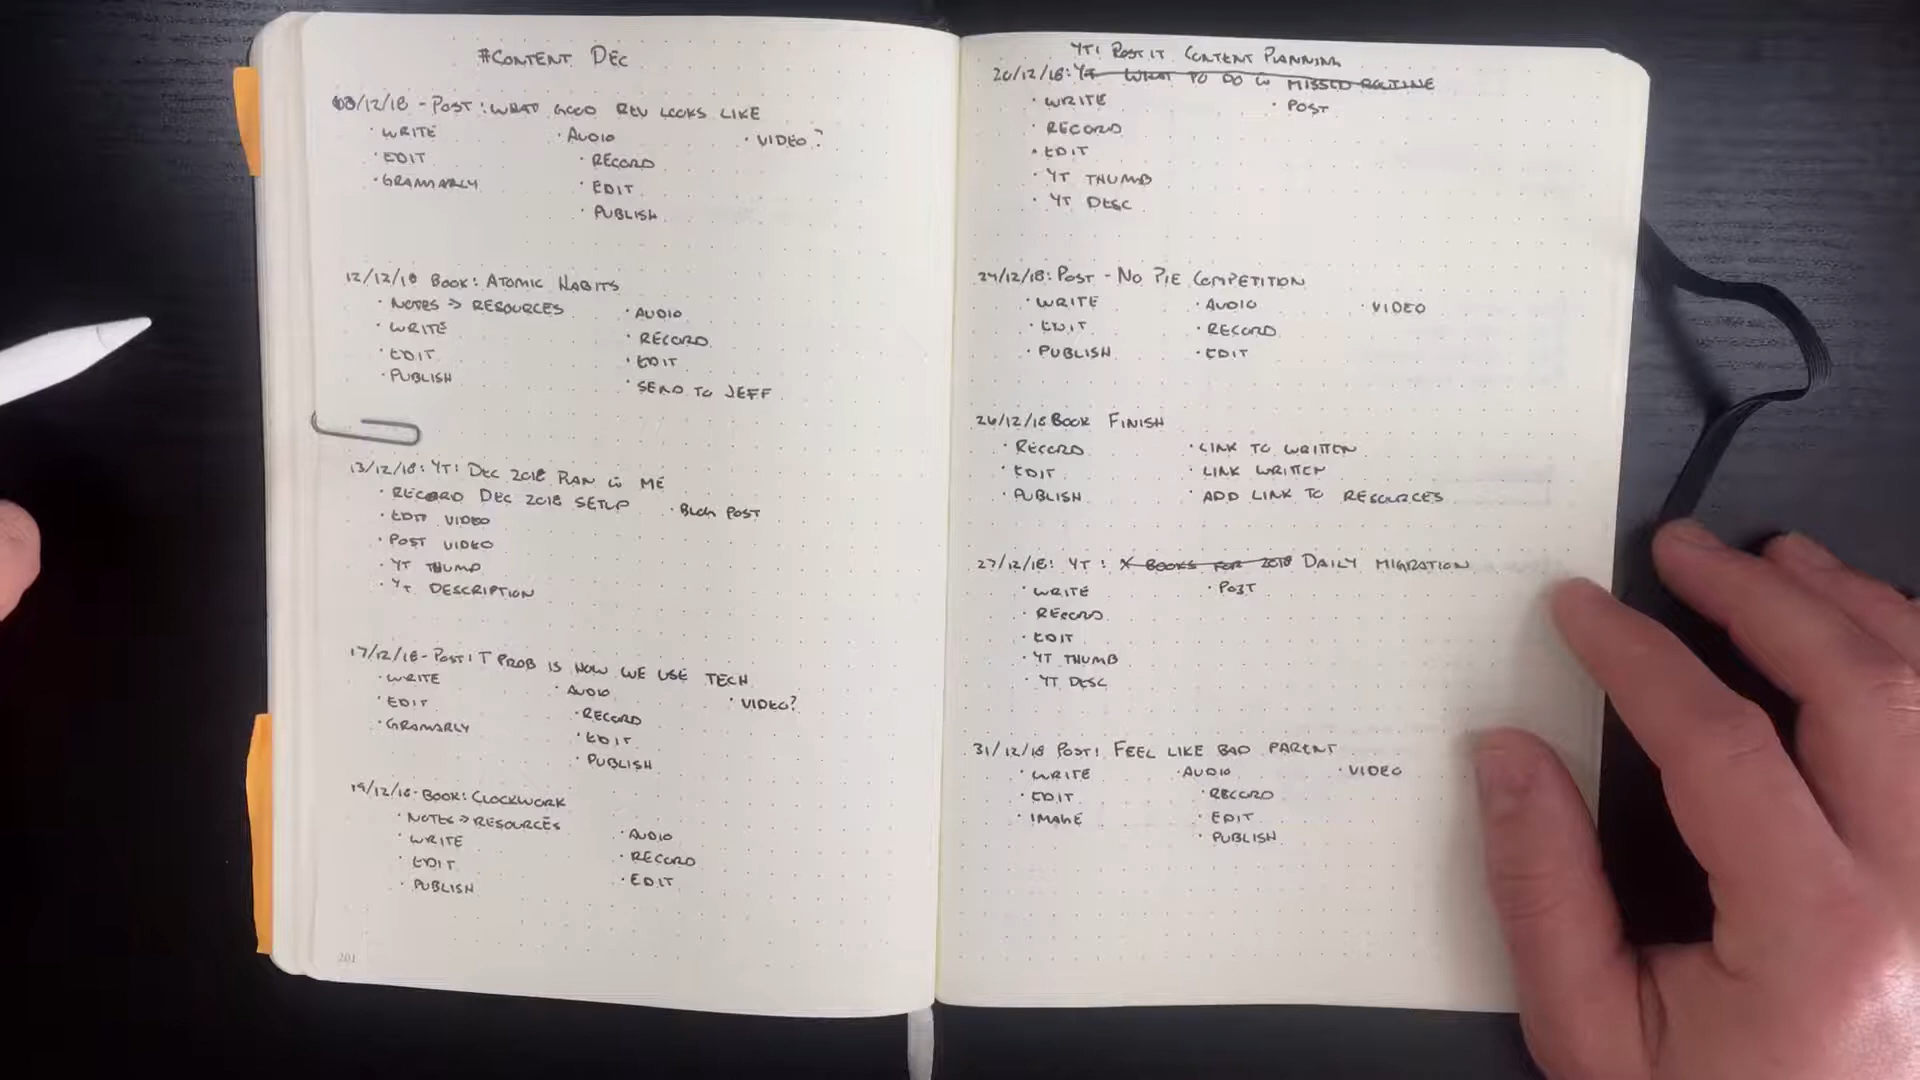 #CONTENT DEC
03/12/18 - POST: WHAT GOOD REV LOOKS LIKE
· WRITE · AUDIO · VIDEO?
· EDIT · RECORD
· GRAMMARLY · EDIT
· PUBLISH
12/12/18 BOOK: ATOMIC HABITS
· NOTES → RESOURCES · AUDIO
· WRITE · RECORD
· EDIT · EDIT
· PUBLISH · SEND TO JEFF
13/12/18: YT: DEC 2018 PLAN W ME
· RECORD DEC 2018 SETUP · BLOG POST
· EDIT VIDEO
· POST VIDEO
· YT THUMP
· YT DESCRIPTION
17/12/18 - POST: T PROB IS HOW WE USE TECH
· WRITE · AUDIO · VIDEO?
· EDIT · RECORD
· GRAMARLY · EDIT
· PUBLISH
19/12/18 - BOOK: CLOCKWORK
· NOTES → RESOURCES · AUDIO
· WRITE · RECORD
· EDIT · EDIT
· PUBLISH
201
YT: POST IT CONTENT PLANNING
20/12/18: YT WHAT TO DO W MISSED ROUTINE
· WRITE · POST
· RECORD
· EDIT
· YT THUMB
· YT DESC
24/12/18: POST - NO PIE COMPETITION
· WRITE · AUDIO · VIDEO
· EDIT · RECORD
· PUBLISH · EDIT
26/12/18 BOOK FINISH
· RECORD · LINK TO WRITTEN
· EDIT · LINK WRITTEN
· PUBLISH · ADD LINK TO RESOURCES
27/12/18: YT: X BOOKS FOR 2018 DAILY MIGRATION
· WRITE · POST
· RECORD
· EDIT
· YT THUMB
· YT DESC
31/12/18 POST: FEEL LIKE BAD PARENT
· WRITE · AUDIO · VIDEO
· EDIT · RECORD
· IMAGE · EDIT
· PUBLISH